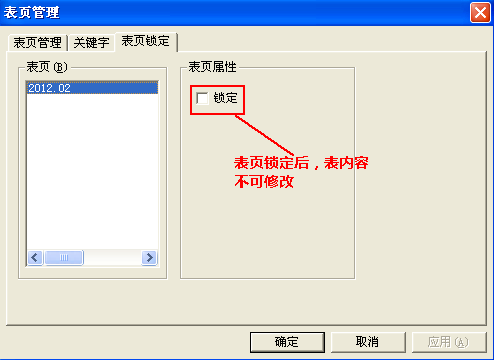 表页管理
表页管理 关键字 表页锁定
表页(B) 表页属性
2012.02
锁定
表页锁定后，表内容
不可修改
确定 取消 应用(A)